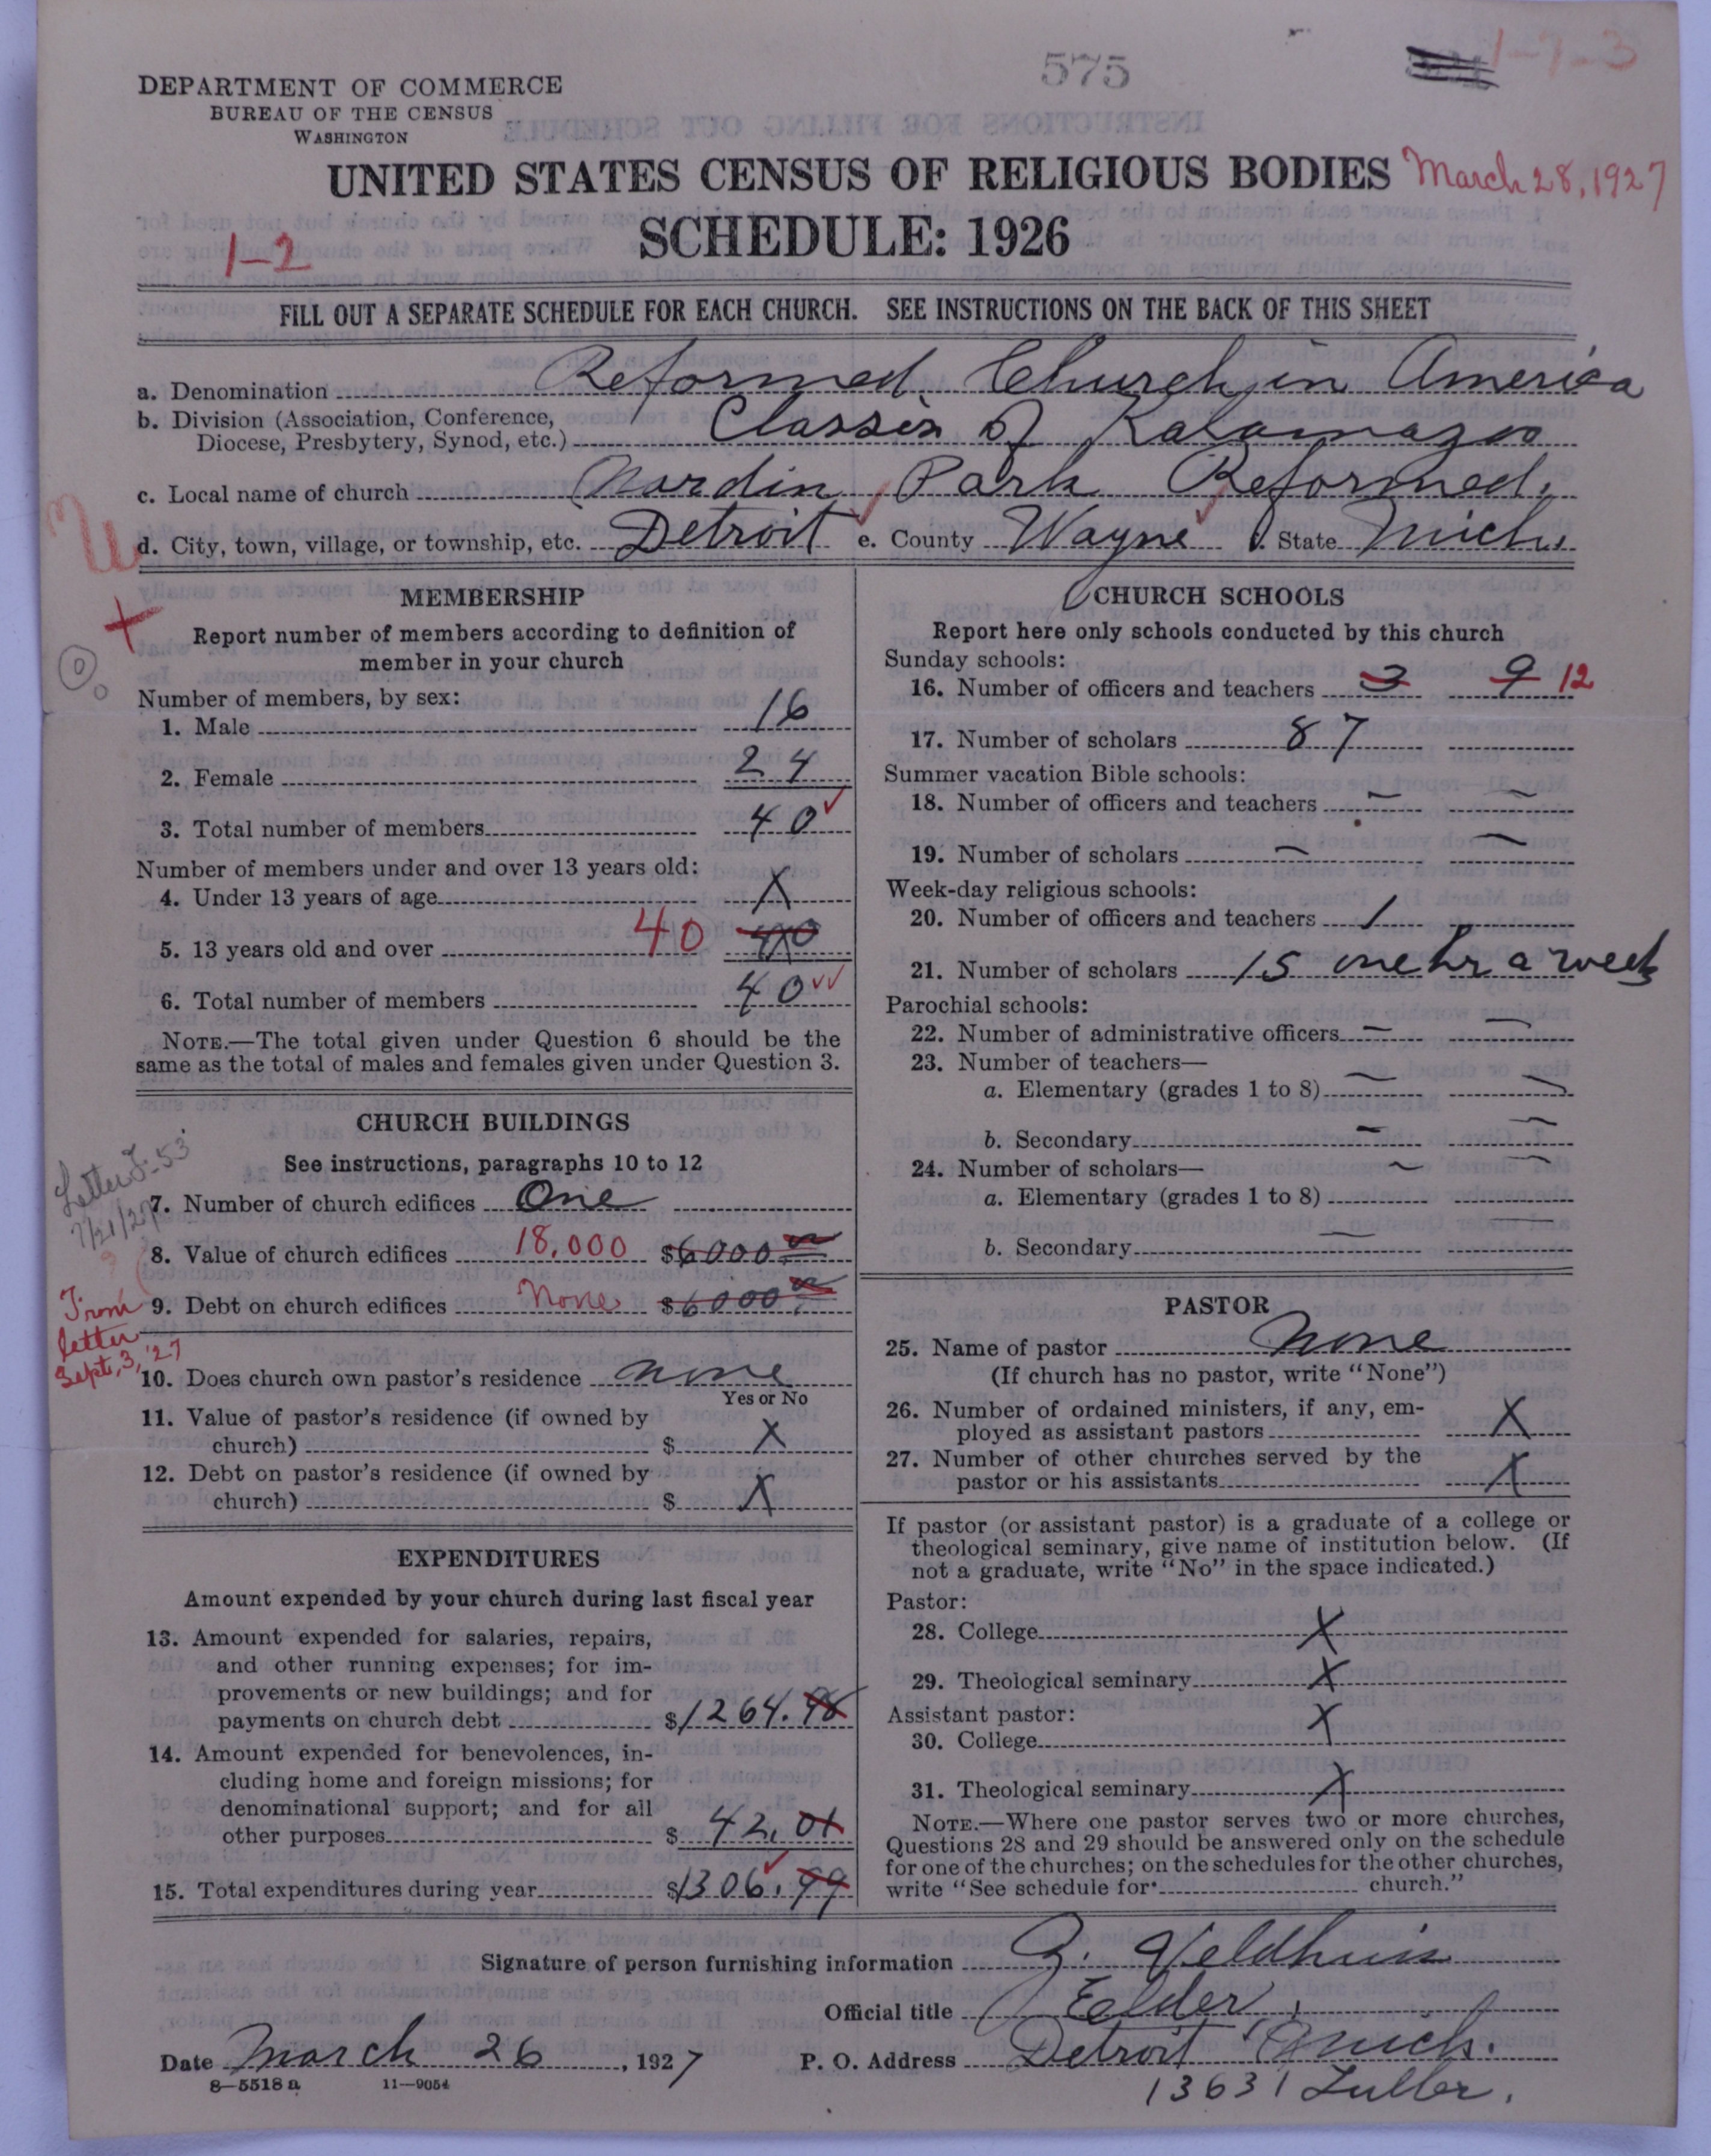 575
1-7-3
DEPARTMENT OF COMMERCE
BUREAU OF THE CENSUS
WASHINGTON
UNITED STATES CENSUS OF RELIGIOUS BODIES March 28, 1927
SCHEDULE: 1926
1-2
FILL OUT A SEPARATE SCHEDULE FOR EACH CHURCH. SEE INSTRUCTIONS ON THE BACK OF THIS SHEET
a. Denomination Reformed Church in America
b. Division (Association, Conference,
Diocese, Presbytery, Synod, etc.) Classis of Kalamazoo
c. Local name of church Nardin Park Reformed.
d. City, town, village, or township, etc. Detroit e. County Wayne f. State Mich.
MEMBERSHIP
Report number of members according to definition of
member in your church
Number of members, by sex:
1. Male 16
2. Female 24
3. Total number of members 40
Number of members under and over 13 years old:
4. Under 13 years of age X
5. 13 years old and over 40 40
6. Total number of members 40
NOTE.—The total given under Question 6 should be the
same as the total of males and females given under Question 3.
CHURCH BUILDINGS
See instructions, paragraphs 10 to 12
Letter F-53
7/21/27
7. Number of church edifices One
8. Value of church edifices 18,000 $6000.00
9. Debt on church edifices None $6000.00
From
letter
Sept. 3, '27
10. Does church own pastor's residence none
Yes or No
11. Value of pastor's residence (if owned by
church) $ X
12. Debt on pastor's residence (if owned by
church) $ X
EXPENDITURES
Amount expended by your church during last fiscal year
13. Amount expended for salaries, repairs,
and other running expenses; for im-
provements or new buildings; and for
payments on church debt $1264.98
14. Amount expended for benevolences, in-
cluding home and foreign missions; for
denominational support; and for all
other purposes $ 42.01
15. Total expenditures during year $1306.99
CHURCH SCHOOLS
Report here only schools conducted by this church
Sunday schools:
16. Number of officers and teachers 3 9 12
17. Number of scholars 87
Summer vacation Bible schools:
18. Number of officers and teachers — —
19. Number of scholars — —
Week-day religious schools:
20. Number of officers and teachers 1
21. Number of scholars 15 one hr a week
Parochial schools:
22. Number of administrative officers — —
23. Number of teachers—
a. Elementary (grades 1 to 8) — —
b. Secondary — —
24. Number of scholars— — —
a. Elementary (grades 1 to 8)
b. Secondary — —
PASTOR
25. Name of pastor None
(If church has no pastor, write "None")
26. Number of ordained ministers, if any, em-
ployed as assistant pastors X
27. Number of other churches served by the
pastor or his assistants X
If pastor (or assistant pastor) is a graduate of a college or
theological seminary, give name of institution below. (If
not a graduate, write "No" in the space indicated.)
Pastor:
28. College X
29. Theological seminary X
Assistant pastor:
30. College X
31. Theological seminary X
NOTE.—Where one pastor serves two or more churches,
Questions 28 and 29 should be answered only on the schedule
for one of the churches; on the schedules for the other churches,
write "See schedule for church."
Signature of person furnishing information Z. Veldhuis
Official title Elder
Date March 26, 1927 P. O. Address Detroit Mich.
8—5518 a 11—9054
13631 Tuller.